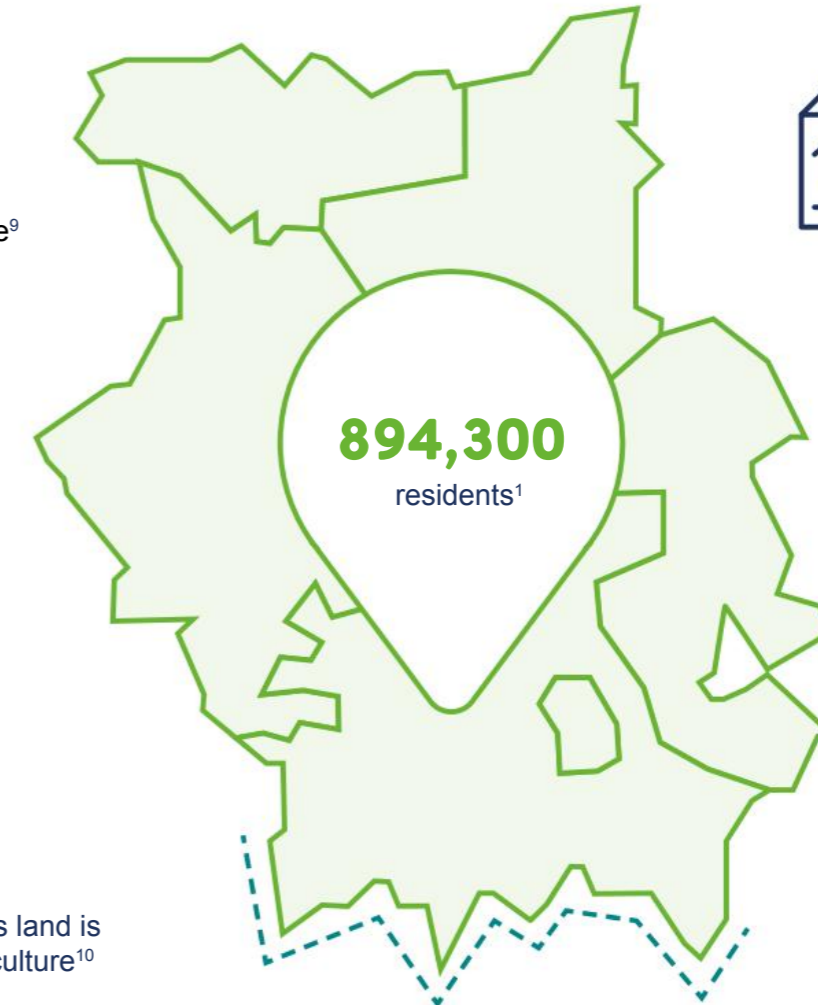 e⁹
894,300
residents¹
s land is
culture¹⁰